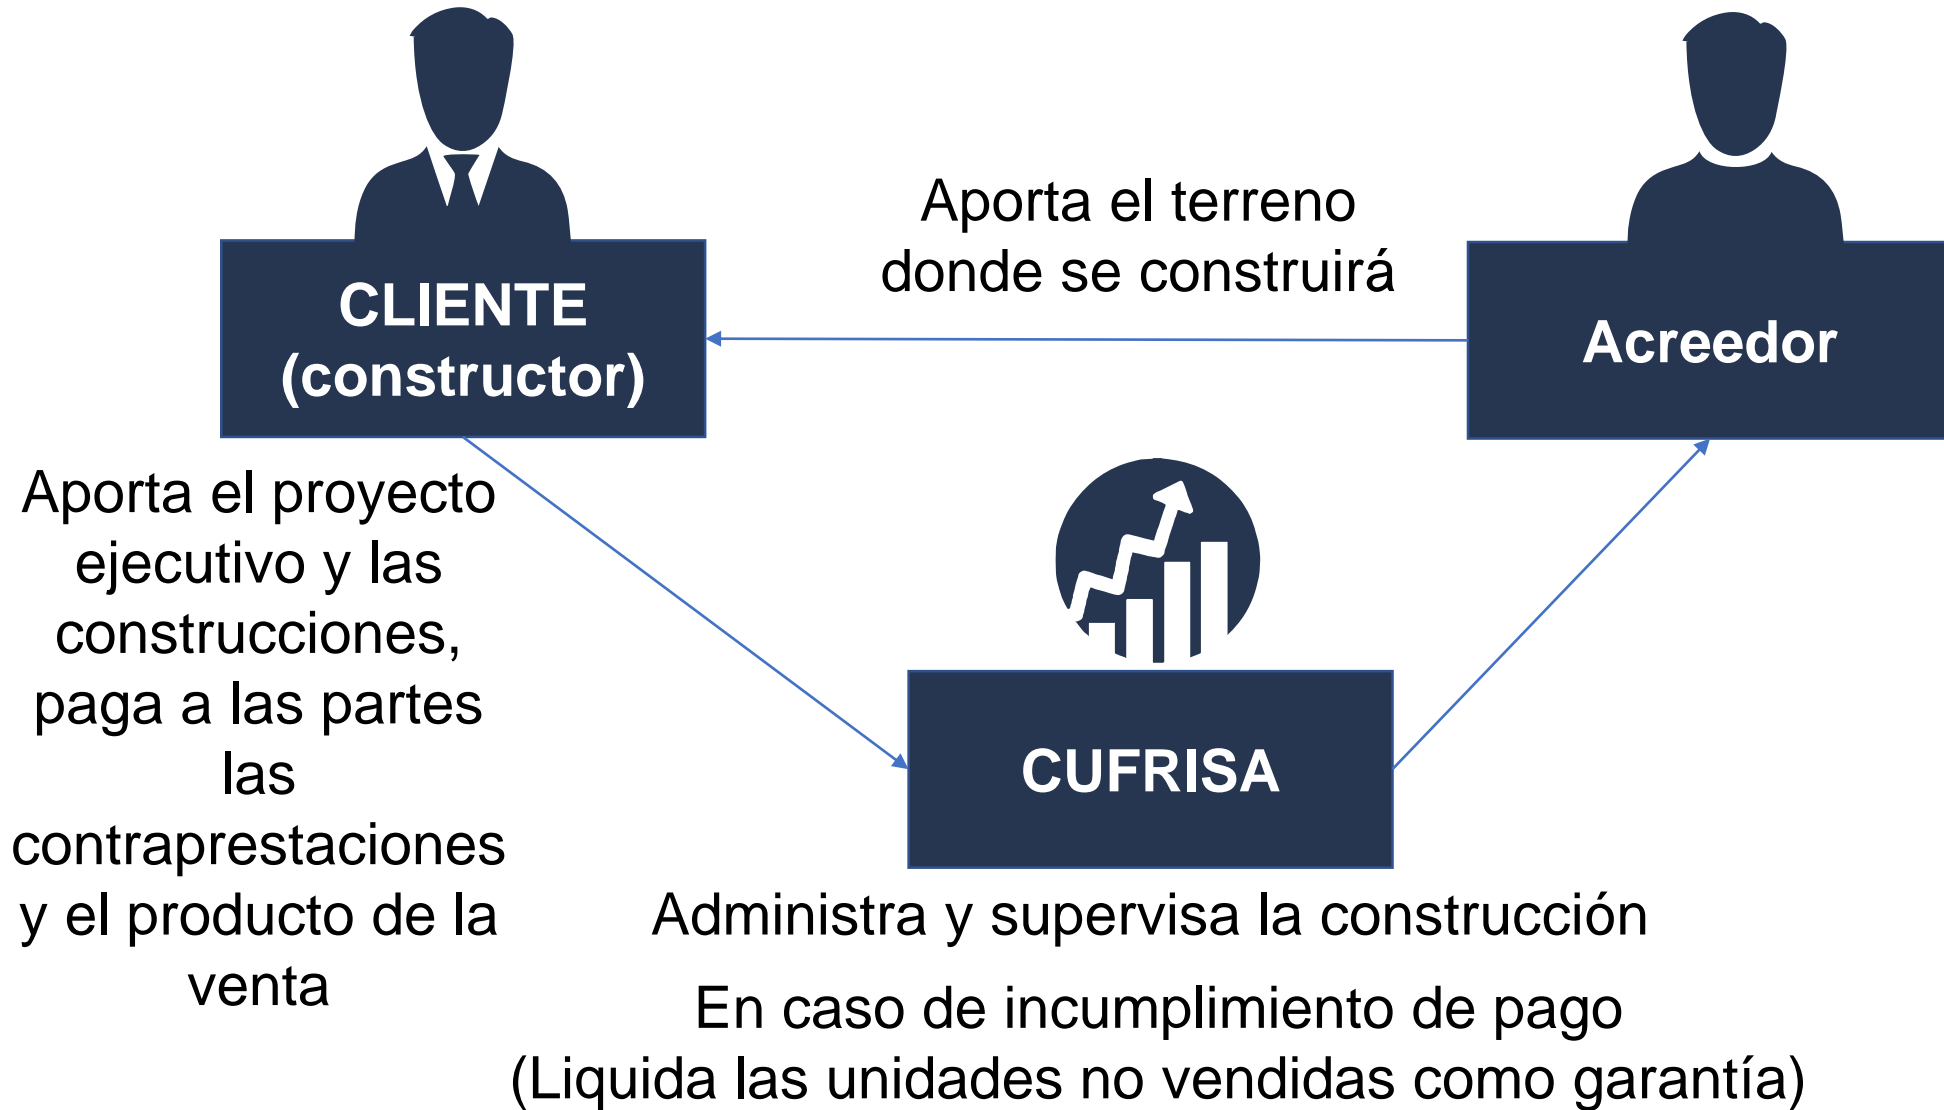 Aporta el terreno
donde se construirá
CLIENTE
(constructor)
Acreedor
Aporta el proyecto
ejecutivo y las
construcciones,
paga a las partes
las
contraprestaciones
y el producto de la
venta
CUFRISA
Administra y supervisa la construcción
En caso de incumplimiento de pago
(Liquida las unidades no vendidas como garantía)